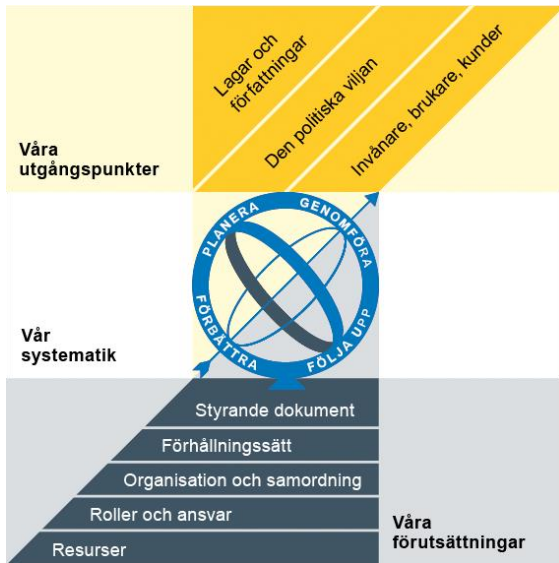 Lagar och
författningar
Den politiska viljan
Invånare, brukare, kunder
Våra
utgångspunkter
PLANERA
GENOMFÖRA
FÖLJA UPP
FÖRBÄTTRA
Vår
systematik
Styrande dokument
Förhållningssätt
Organisation och samordning
Roller och ansvar
Resurser
Våra
förutsättningar